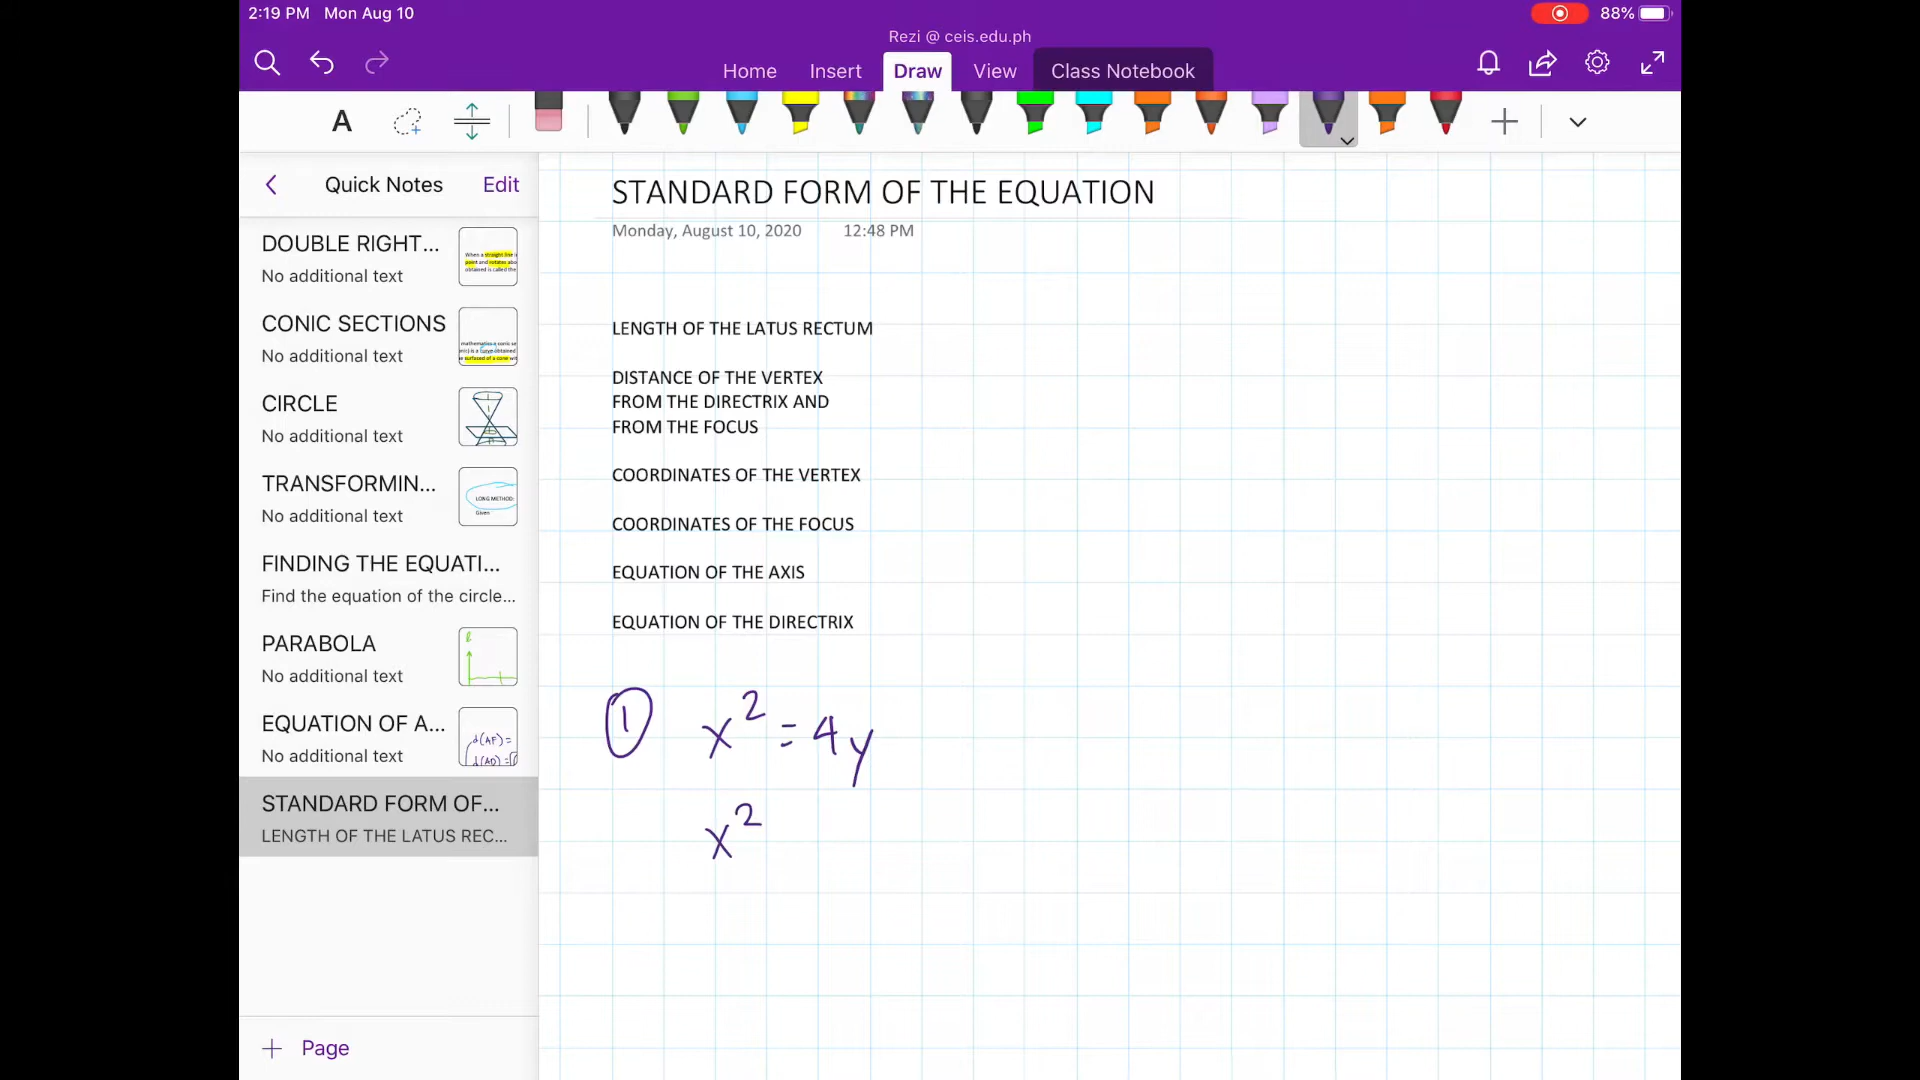 2:19 PM Mon Aug 10
88%
Rezi @ ceis.edu.ph
Home Insert Draw View Class Notebook
A
Quick Notes Edit
DOUBLE RIGHT...
No additional text
CONIC SECTIONS
No additional text
CIRCLE
No additional text
TRANSFORMIN...
No additional text
LONG METHOD:
Given
FINDING THE EQUATI...
Find the equation of the circle...
PARABOLA
No additional text
EQUATION OF A...
No additional text
d(AF)=
STANDARD FORM OF...
LENGTH OF THE LATUS REC...
+ Page
STANDARD FORM OF THE EQUATION
Monday, August 10, 2020 12:48 PM
LENGTH OF THE LATUS RECTUM
DISTANCE OF THE VERTEX
FROM THE DIRECTRIX AND
FROM THE FOCUS
COORDINATES OF THE VERTEX
COORDINATES OF THE FOCUS
EQUATION OF THE AXIS
EQUATION OF THE DIRECTRIX
① x² = 4y
x²